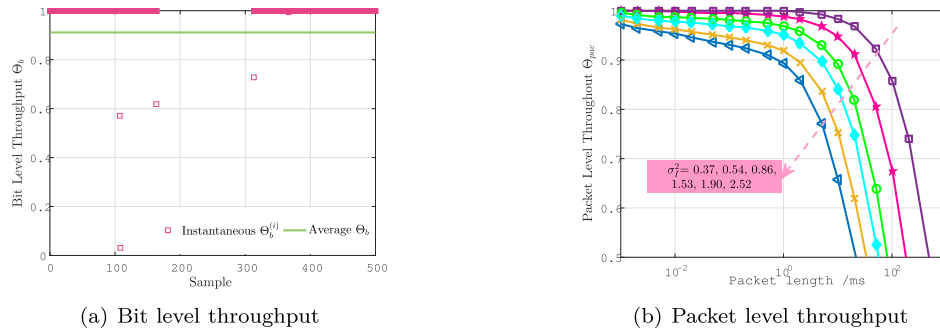 1
0.8
0.6
0.4
0.2
0
Bit Level Throughput Θ_b
Instantaneous Θ_b^(i)
Average Θ_b
0 100 200 300 400 500
Sample
(a) Bit level throughput
1
0.9
0.8
0.7
0.6
0.5
Packet Level Throughout Θ_pac
σ_I^2= 0.37, 0.54, 0.86,
1.53, 1.90, 2.52
10^-2 10^0 10^2
Packet length /ms
(b) Packet level throughput